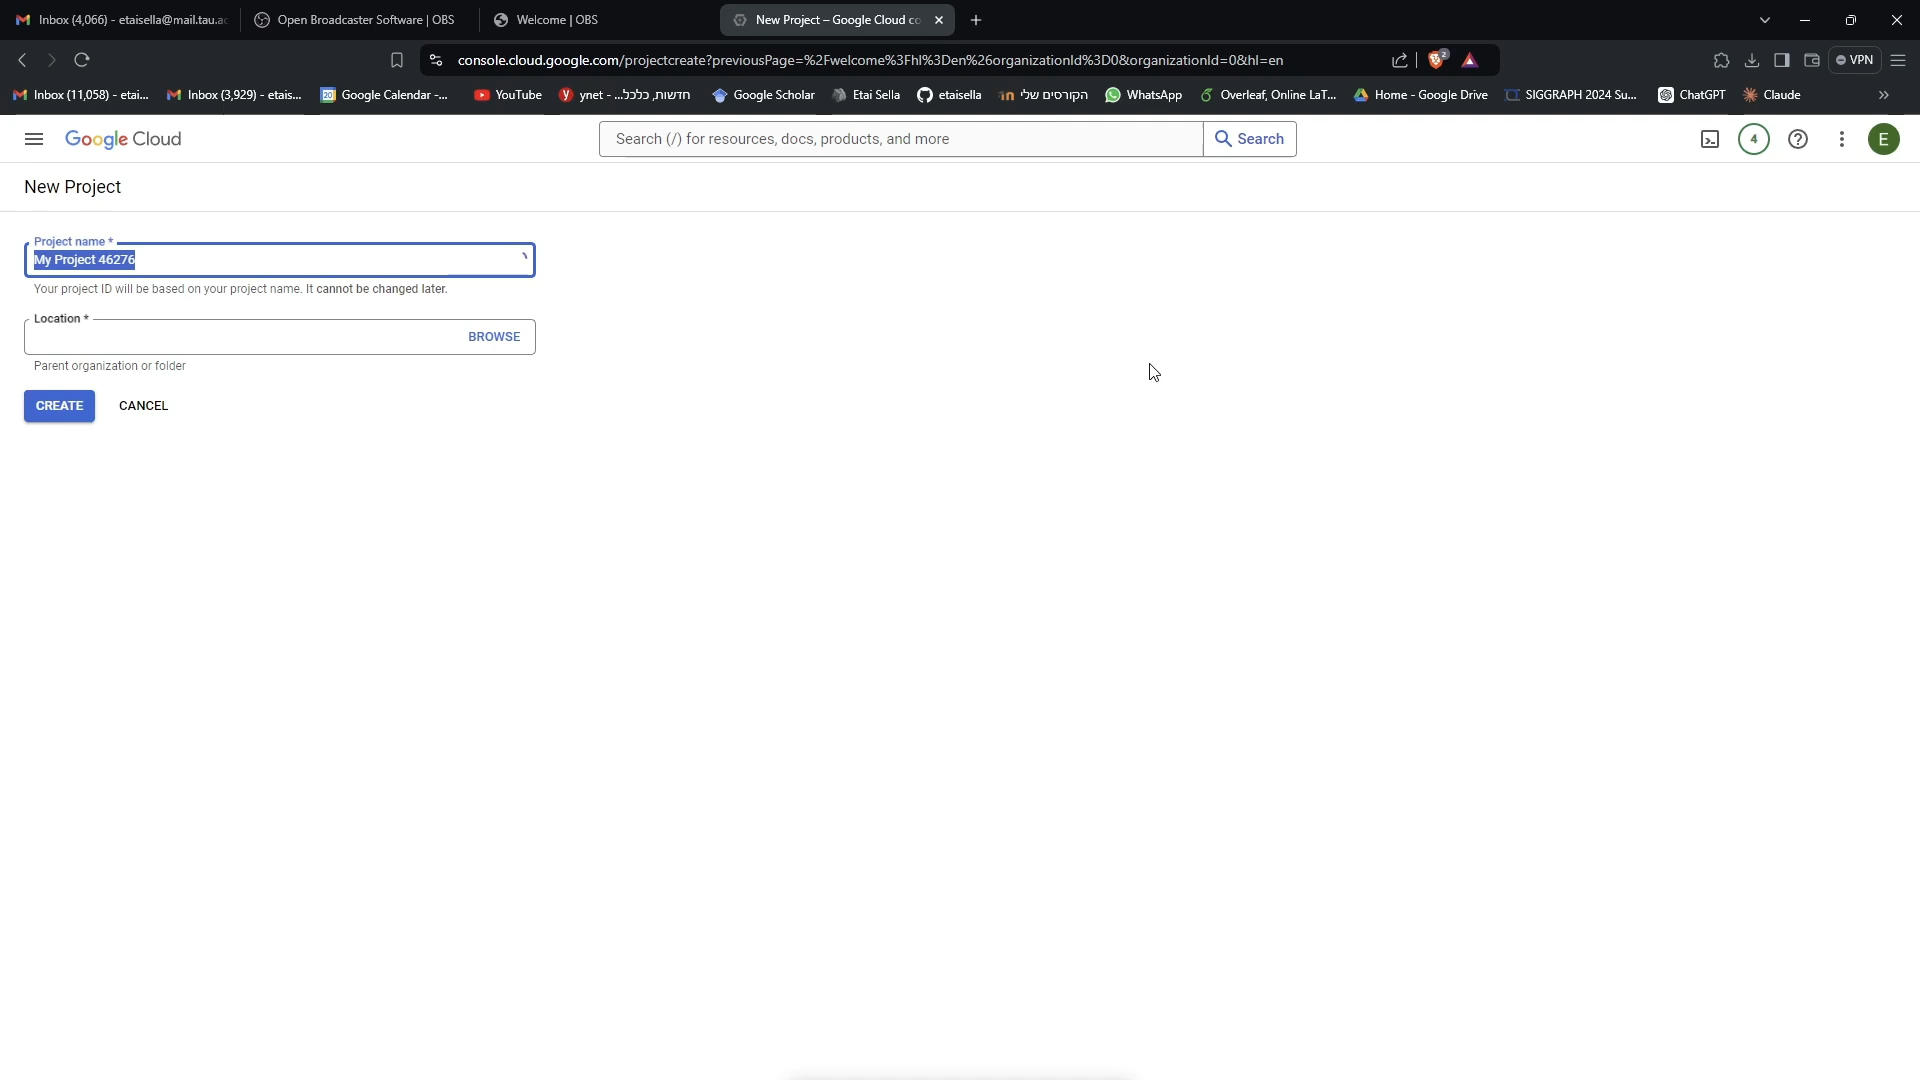 Inbox (4,066) - etaisella@mail.tau.ac
Open Broadcaster Software | OBS
Welcome | OBS
New Project – Google Cloud co
console.cloud.google.com/projectcreate?previousPage=%2Fwelcome%3Fhl%3Den%26organizationId%3D0&organizationId=0&hl=en
2
VPN
Inbox (11,058) - etai...
Inbox (3,929) - etais...
Google Calendar -...
YouTube
ynet - ...חדשות, כלכל
Google Scholar
Etai Sella
etaisella
הקורסים שלי
WhatsApp
Overleaf, Online LaT...
Home - Google Drive
SIGGRAPH 2024 Su...
ChatGPT
Claude
Google Cloud
Search (/) for resources, docs, products, and more
Search
4
E
New Project
Project name *
My Project 46276
Your project ID will be based on your project name. It cannot be changed later.
Location *
BROWSE
Parent organization or folder
CREATE
CANCEL